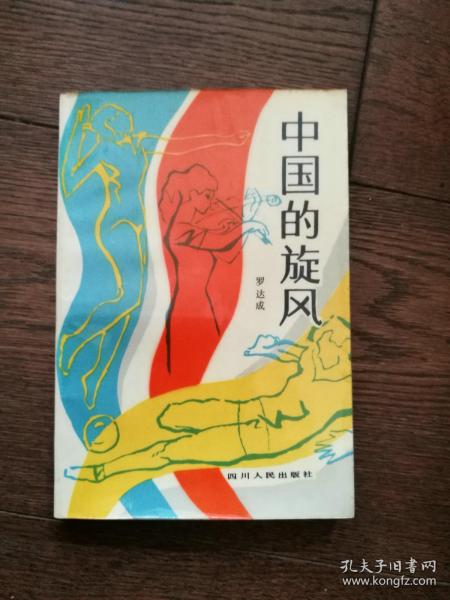 中国的旋风
罗达成
四川人民出版社
孔夫子旧书网
www.kongfz.com